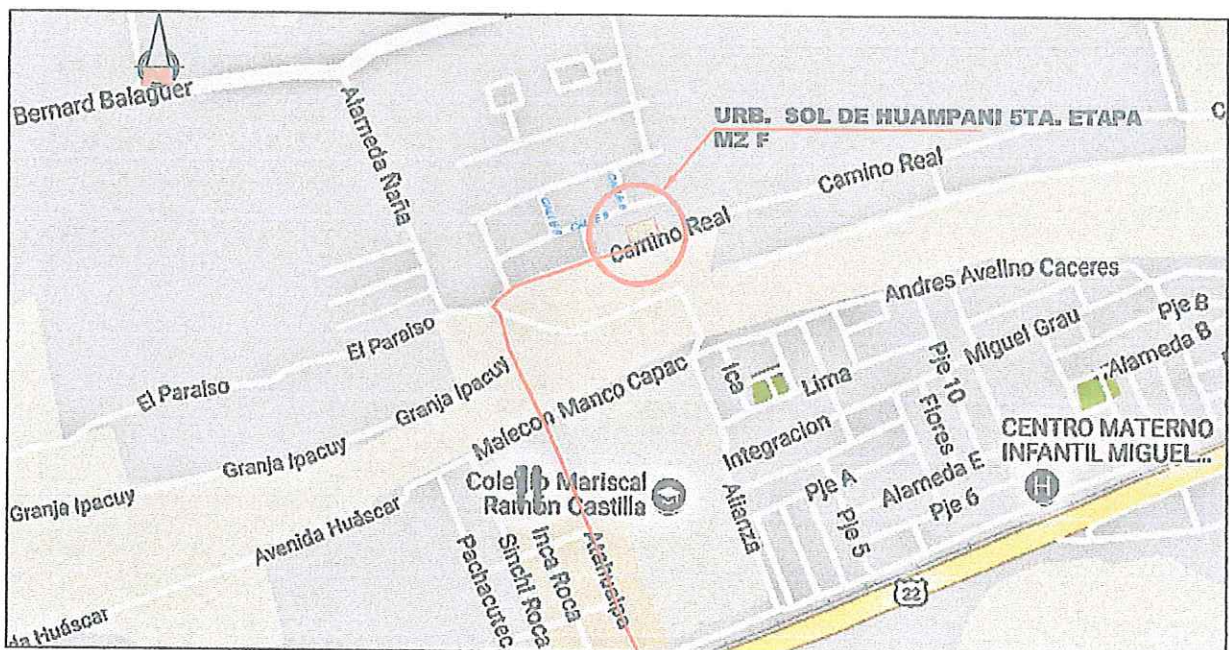 Bernard Balaguer
Alameda Ñaña
URB. SOL DE HUAMPANI 5TA. ETAPA
MZ F
Camino Real
Camino Real
El Paraiso
El Paraiso
Granja Ipacuy
Granja Ipacuy
Granja Ipacuy
Malecon Manco Capac
Andres Avelino Caceres
Ica
Lima
Pje 10
Miguel Grau
Pje B
Alameda B
Flores
Integracion
CENTRO MATERNO
INFANTIL MIGUEL...
H
Colegio Mariscal
Ramón Castilla
Alianza
Pje A
Alameda E
Pje 5
Pje 6
Avenida Huáscar
da Huáscar
Pachacutec
Sinchi Roca
Inca Roca
Atahualpa
22